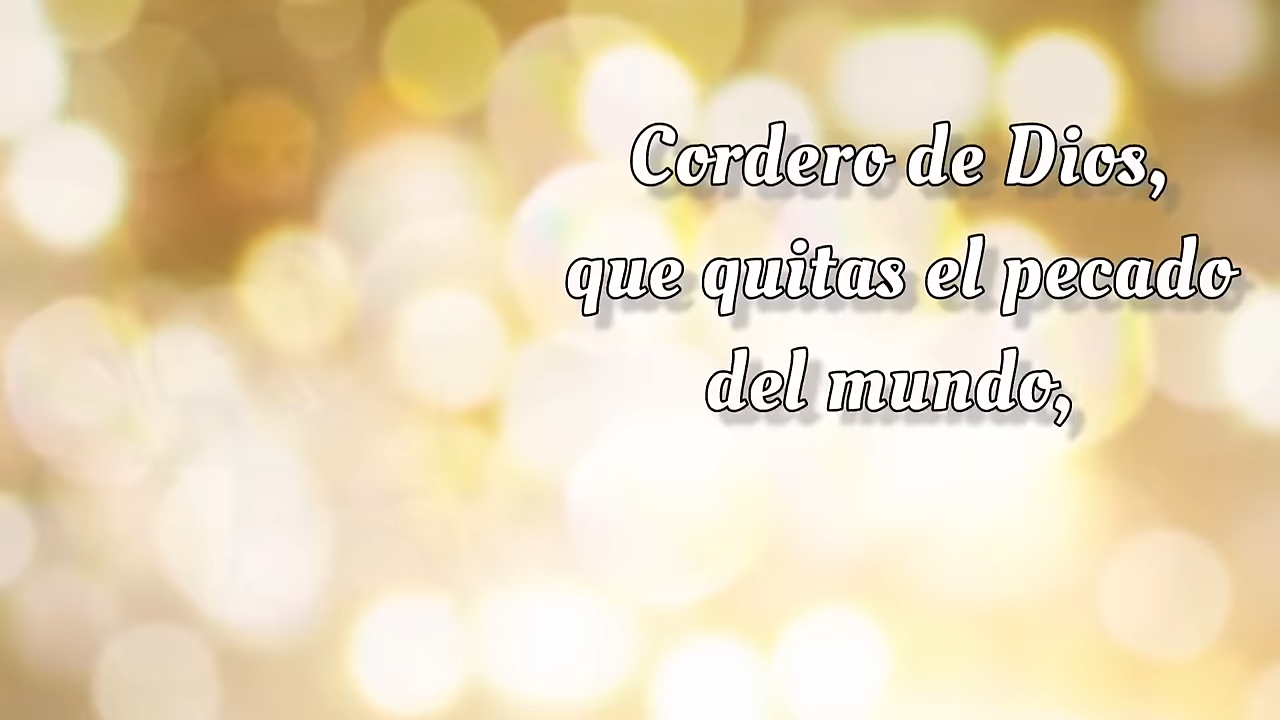 Cordero de Dios,
que quitas el pecado
del mundo,